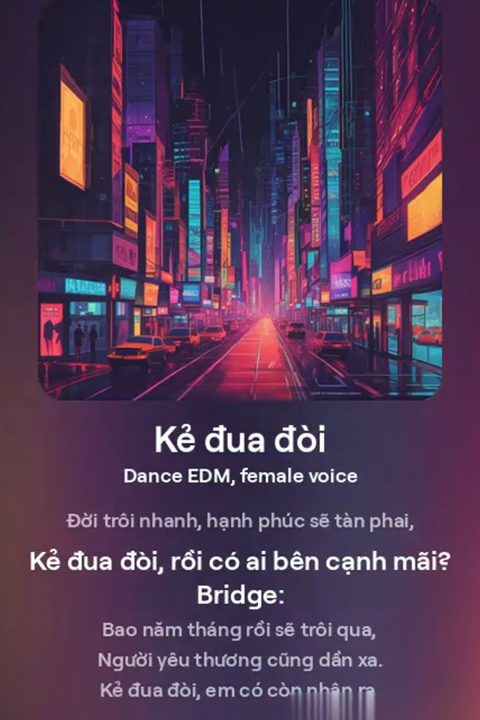 Kẻ đua đòi
Dance EDM, female voice
Đời trôi nhanh, hạnh phúc sẽ tàn phai,
Kẻ đua đòi, rồi có ai bên cạnh mãi?
Bridge:
Bao năm tháng rồi sẽ trôi qua,
Người yêu thương cũng dần xa.
Kẻ đua đòi, em có còn nhận ra